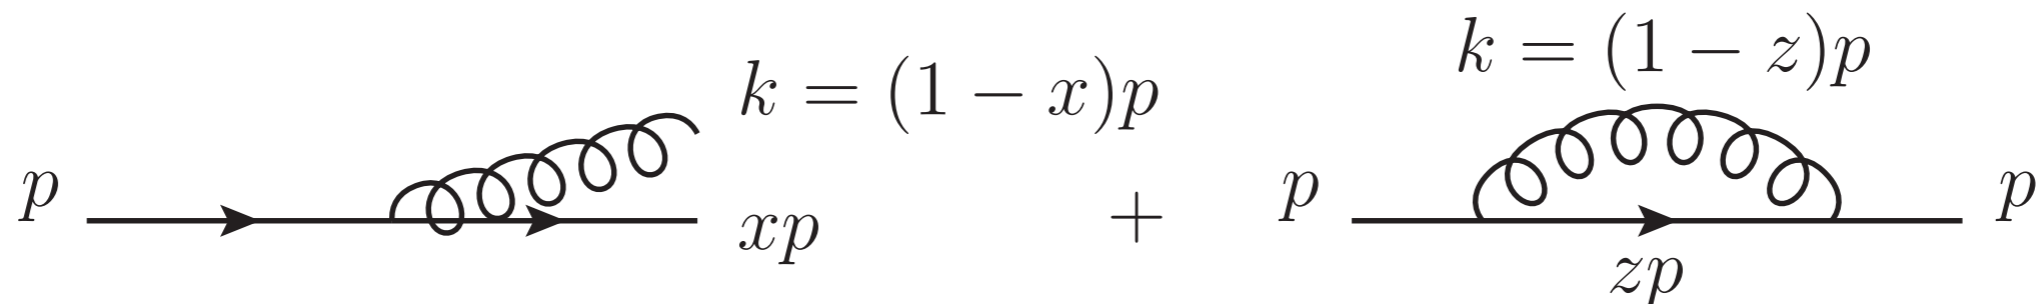 k = (1 − x)p
k = (1 − z)p
p
xp
+
p
p
zp